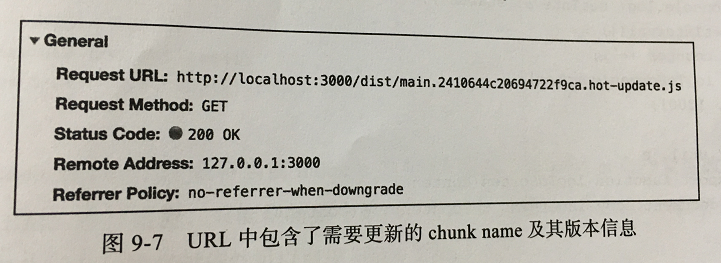 ▼ General
Request URL: http://localhost:3000/dist/main.2410644c20694722f9ca.hot-update.js
Request Method: GET
Status Code: 200 OK
Remote Address: 127.0.0.1:3000
Referrer Policy: no-referrer-when-downgrade
图 9-7 URL 中包含了需要更新的 chunk name 及其版本信息